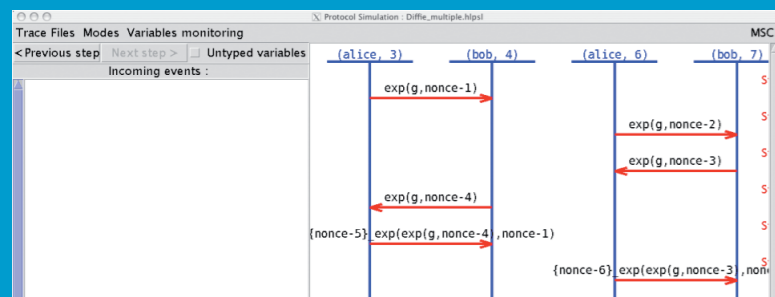 Protocol Simulation : Diffie_multiple.hlpsl
Trace Files Modes Variables monitoring MSC
<Previous step Next step > Untyped variables
Incoming events :
(alice, 3) (bob, 4) (alice, 6) (bob, 7)
S
exp(g,nonce-1)
S
exp(g,nonce-2)
S
exp(g,nonce-3)
S
exp(g,nonce-4)
S
{nonce-5}_exp(exp(g,nonce-4),nonce-1)
S
{nonce-6}_exp(exp(g,nonce-3),non